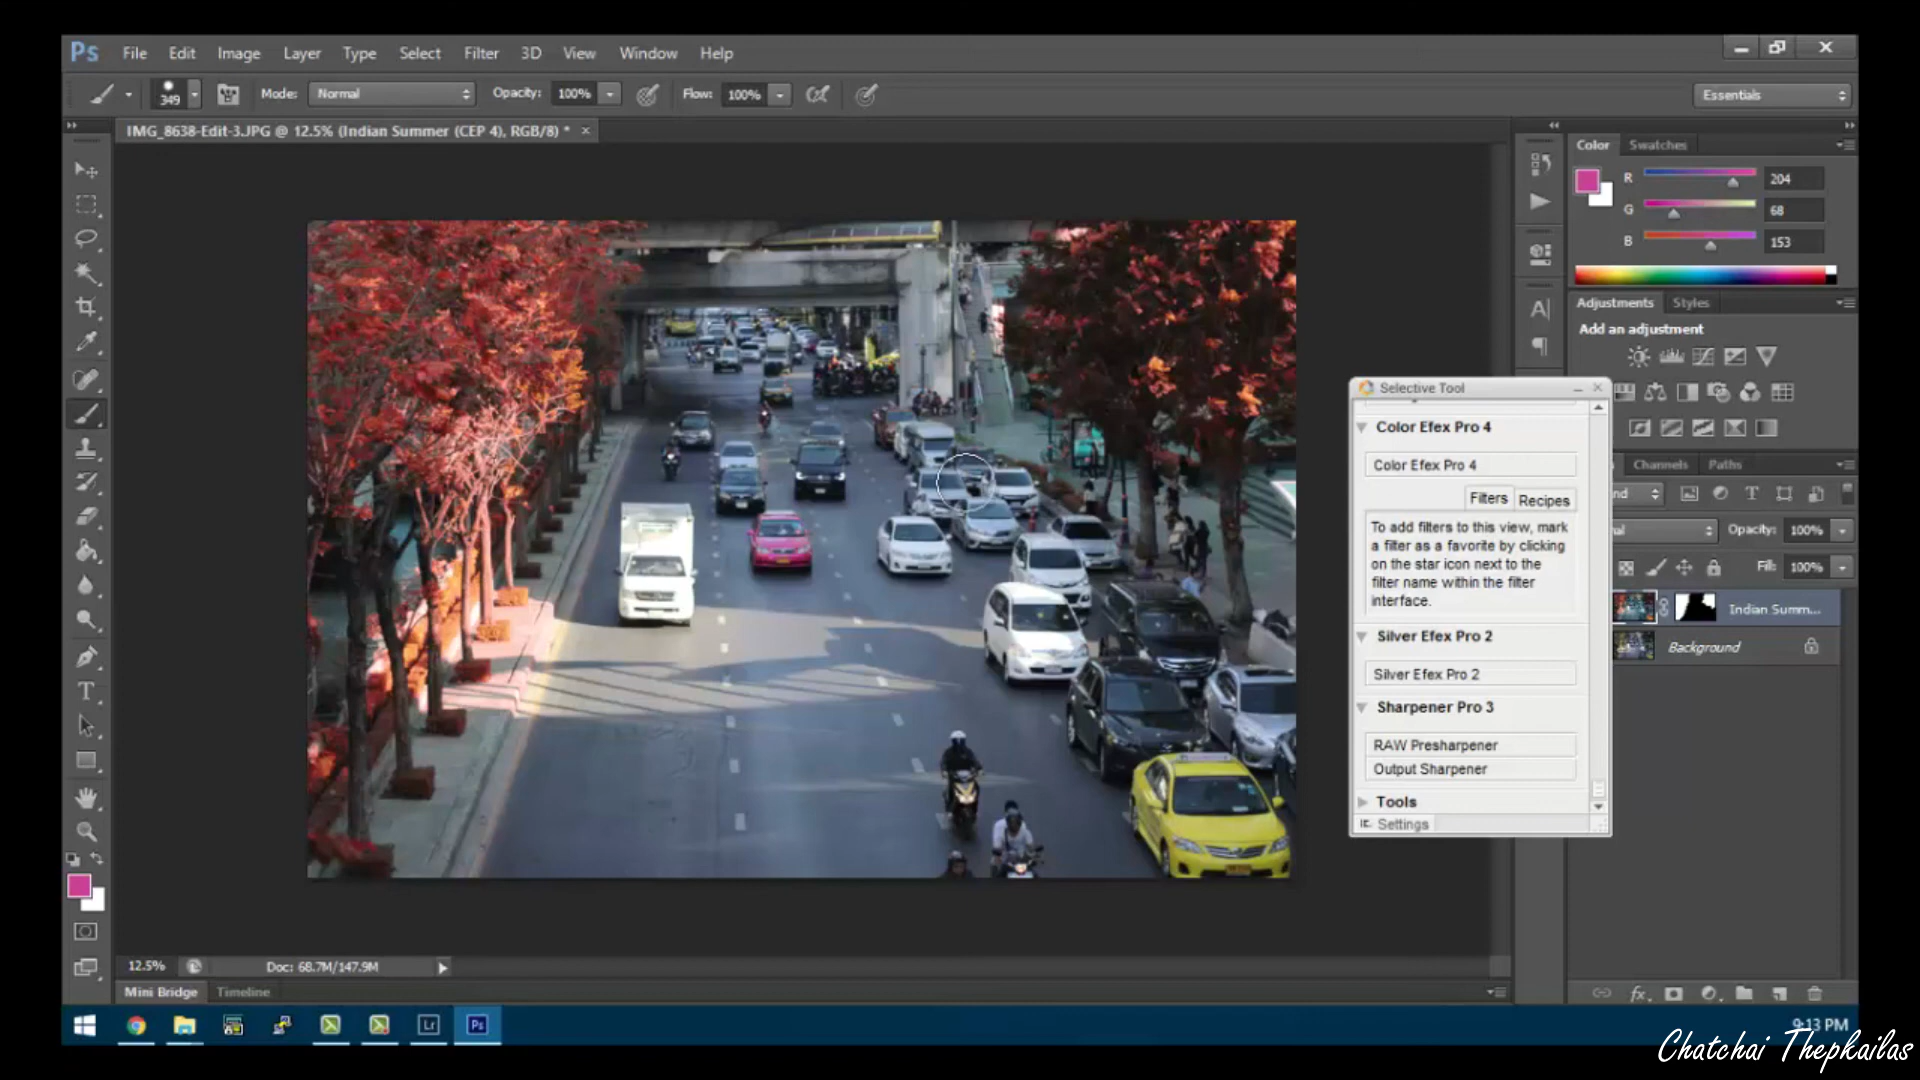 Ps File Edit Image Layer Type Select Filter 3D View Window Help
349 Mode: Normal Opacity: 100% Flow: 100% Essentials
IMG_8638-Edit-3.JPG @ 12.5% (Indian Summer (CEP 4), RGB/8) * ×
Color Swatches
R 204
G 68
B 153
Adjustments Styles
Add an adjustment
Selective Tool
Color Efex Pro 4
Color Efex Pro 4
Filters Recipes
To add filters to this view, mark
a filter as a favorite by clicking
on the star icon next to the
filter name within the filter
interface.
Silver Efex Pro 2
Silver Efex Pro 2
Sharpener Pro 3
RAW Presharpener
Output Sharpener
Tools
Settings
Channels Paths
Opacity: 100%
Fill: 100%
Indian Summ...
Background
12.5% Doc: 68.7M/147.9M
Mini Bridge Timeline
Lr Ps
9:13 PM
Chatchai Thepkailas